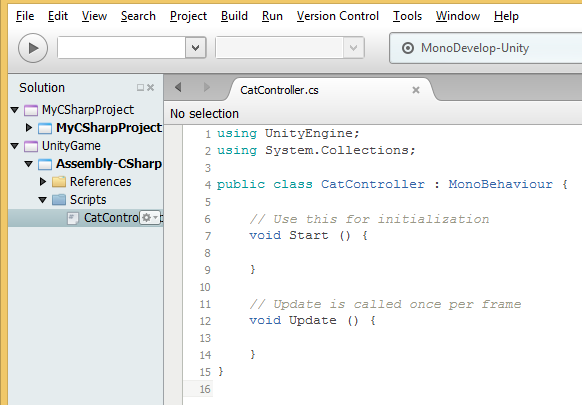 File Edit View Search Project Build Run Version Control Tools Window Help
MonoDevelop-Unity
Solution
CatController.cs
MyCSharpProject
No selection
MyCSharpProject
UnityGame
Assembly-CSharp
References
Scripts
CatContro
1 using UnityEngine;
2 using System.Collections;
3
4 public class CatController : MonoBehaviour {
5
6 // Use this for initialization
7 void Start () {
8
9 }
10
11 // Update is called once per frame
12 void Update () {
13
14 }
15 }
16